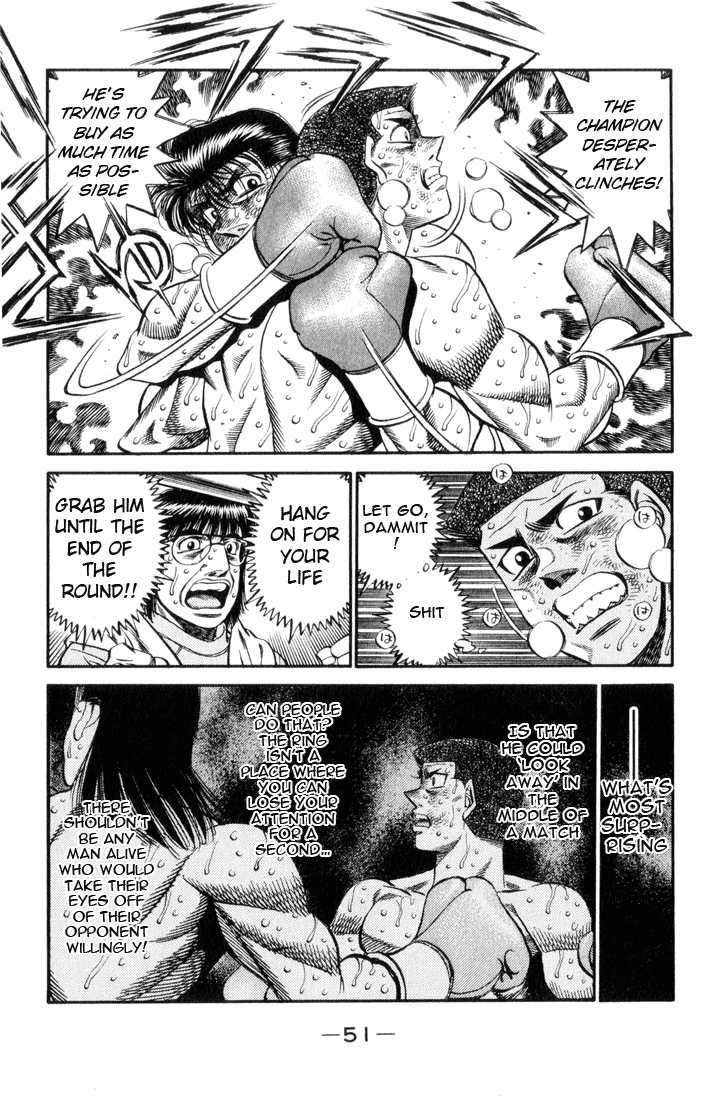 THE
CHAMPION
DESPER-
ATELY
CLINCHES!
HE'S
TRYING TO
BUY AS
MUCH TIME
AS POS-
SIBLE
LET GO,
DAMMIT
!
SHIT
は
は
は
は
HANG
ON FOR
YOUR
LIFE
GRAB HIM
UNTIL THE
END OF
THE
ROUND!!
WHAT'S
MOST
SURP-
RISING
IS THAT
HE COULD
'LOOK
AWAY' IN
THE
MIDDLE OF
A MATCH
CAN PEOPLE
DO THAT?
THE RING
ISN'T A
PLACE WHERE
YOU CAN
LOSE YOUR
ATTENTION
FOR A
SECOND...
THERE
SHOULDN'T
BE ANY
MAN ALIVE
WHO WOULD
TAKE THEIR
EYES OFF
OF THEIR
OPPONENT
WILLINGLY!
—51—